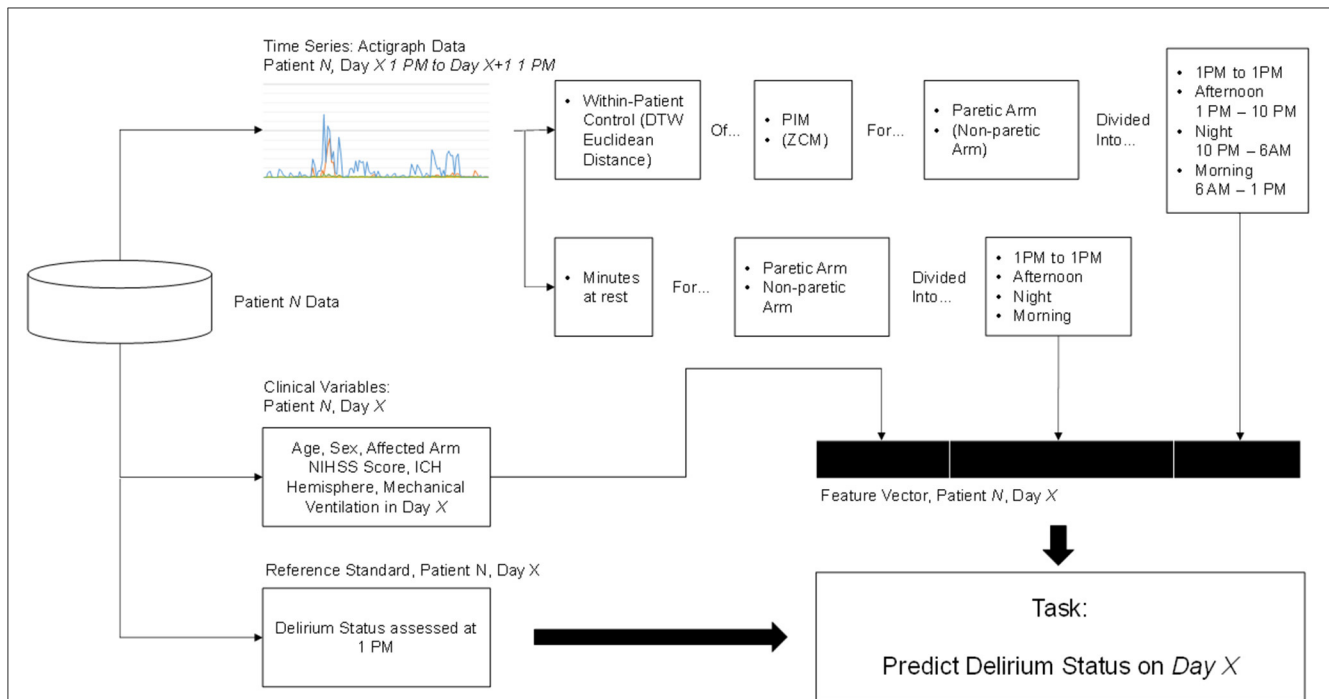 Time Series: Actigraph Data
Patient N, Day X 1 PM to Day X+1 1 PM
• Within-Patient
Control (DTW
Euclidean
Distance)
Of...
• PIM
• (ZCM)
For...
• Paretic Arm
• (Non-paretic
Arm)
Divided
Into...
• 1PM to 1PM
• Afternoon
1 PM – 10 PM
• Night
10 PM – 6AM
• Morning
6 AM – 1 PM
• Minutes
at rest
For...
• Paretic Arm
• Non-paretic
Arm
Divided
Into...
• 1PM to 1PM
• Afternoon
• Night
• Morning
Patient N Data
Clinical Variables:
Patient N, Day X
Age, Sex, Affected Arm
NIHSS Score, ICH
Hemisphere, Mechanical
Ventilation in Day X
Feature Vector, Patient N, Day X
Reference Standard, Patient N, Day X
Delirium Status assessed at
1 PM
Task:
Predict Delirium Status on Day X